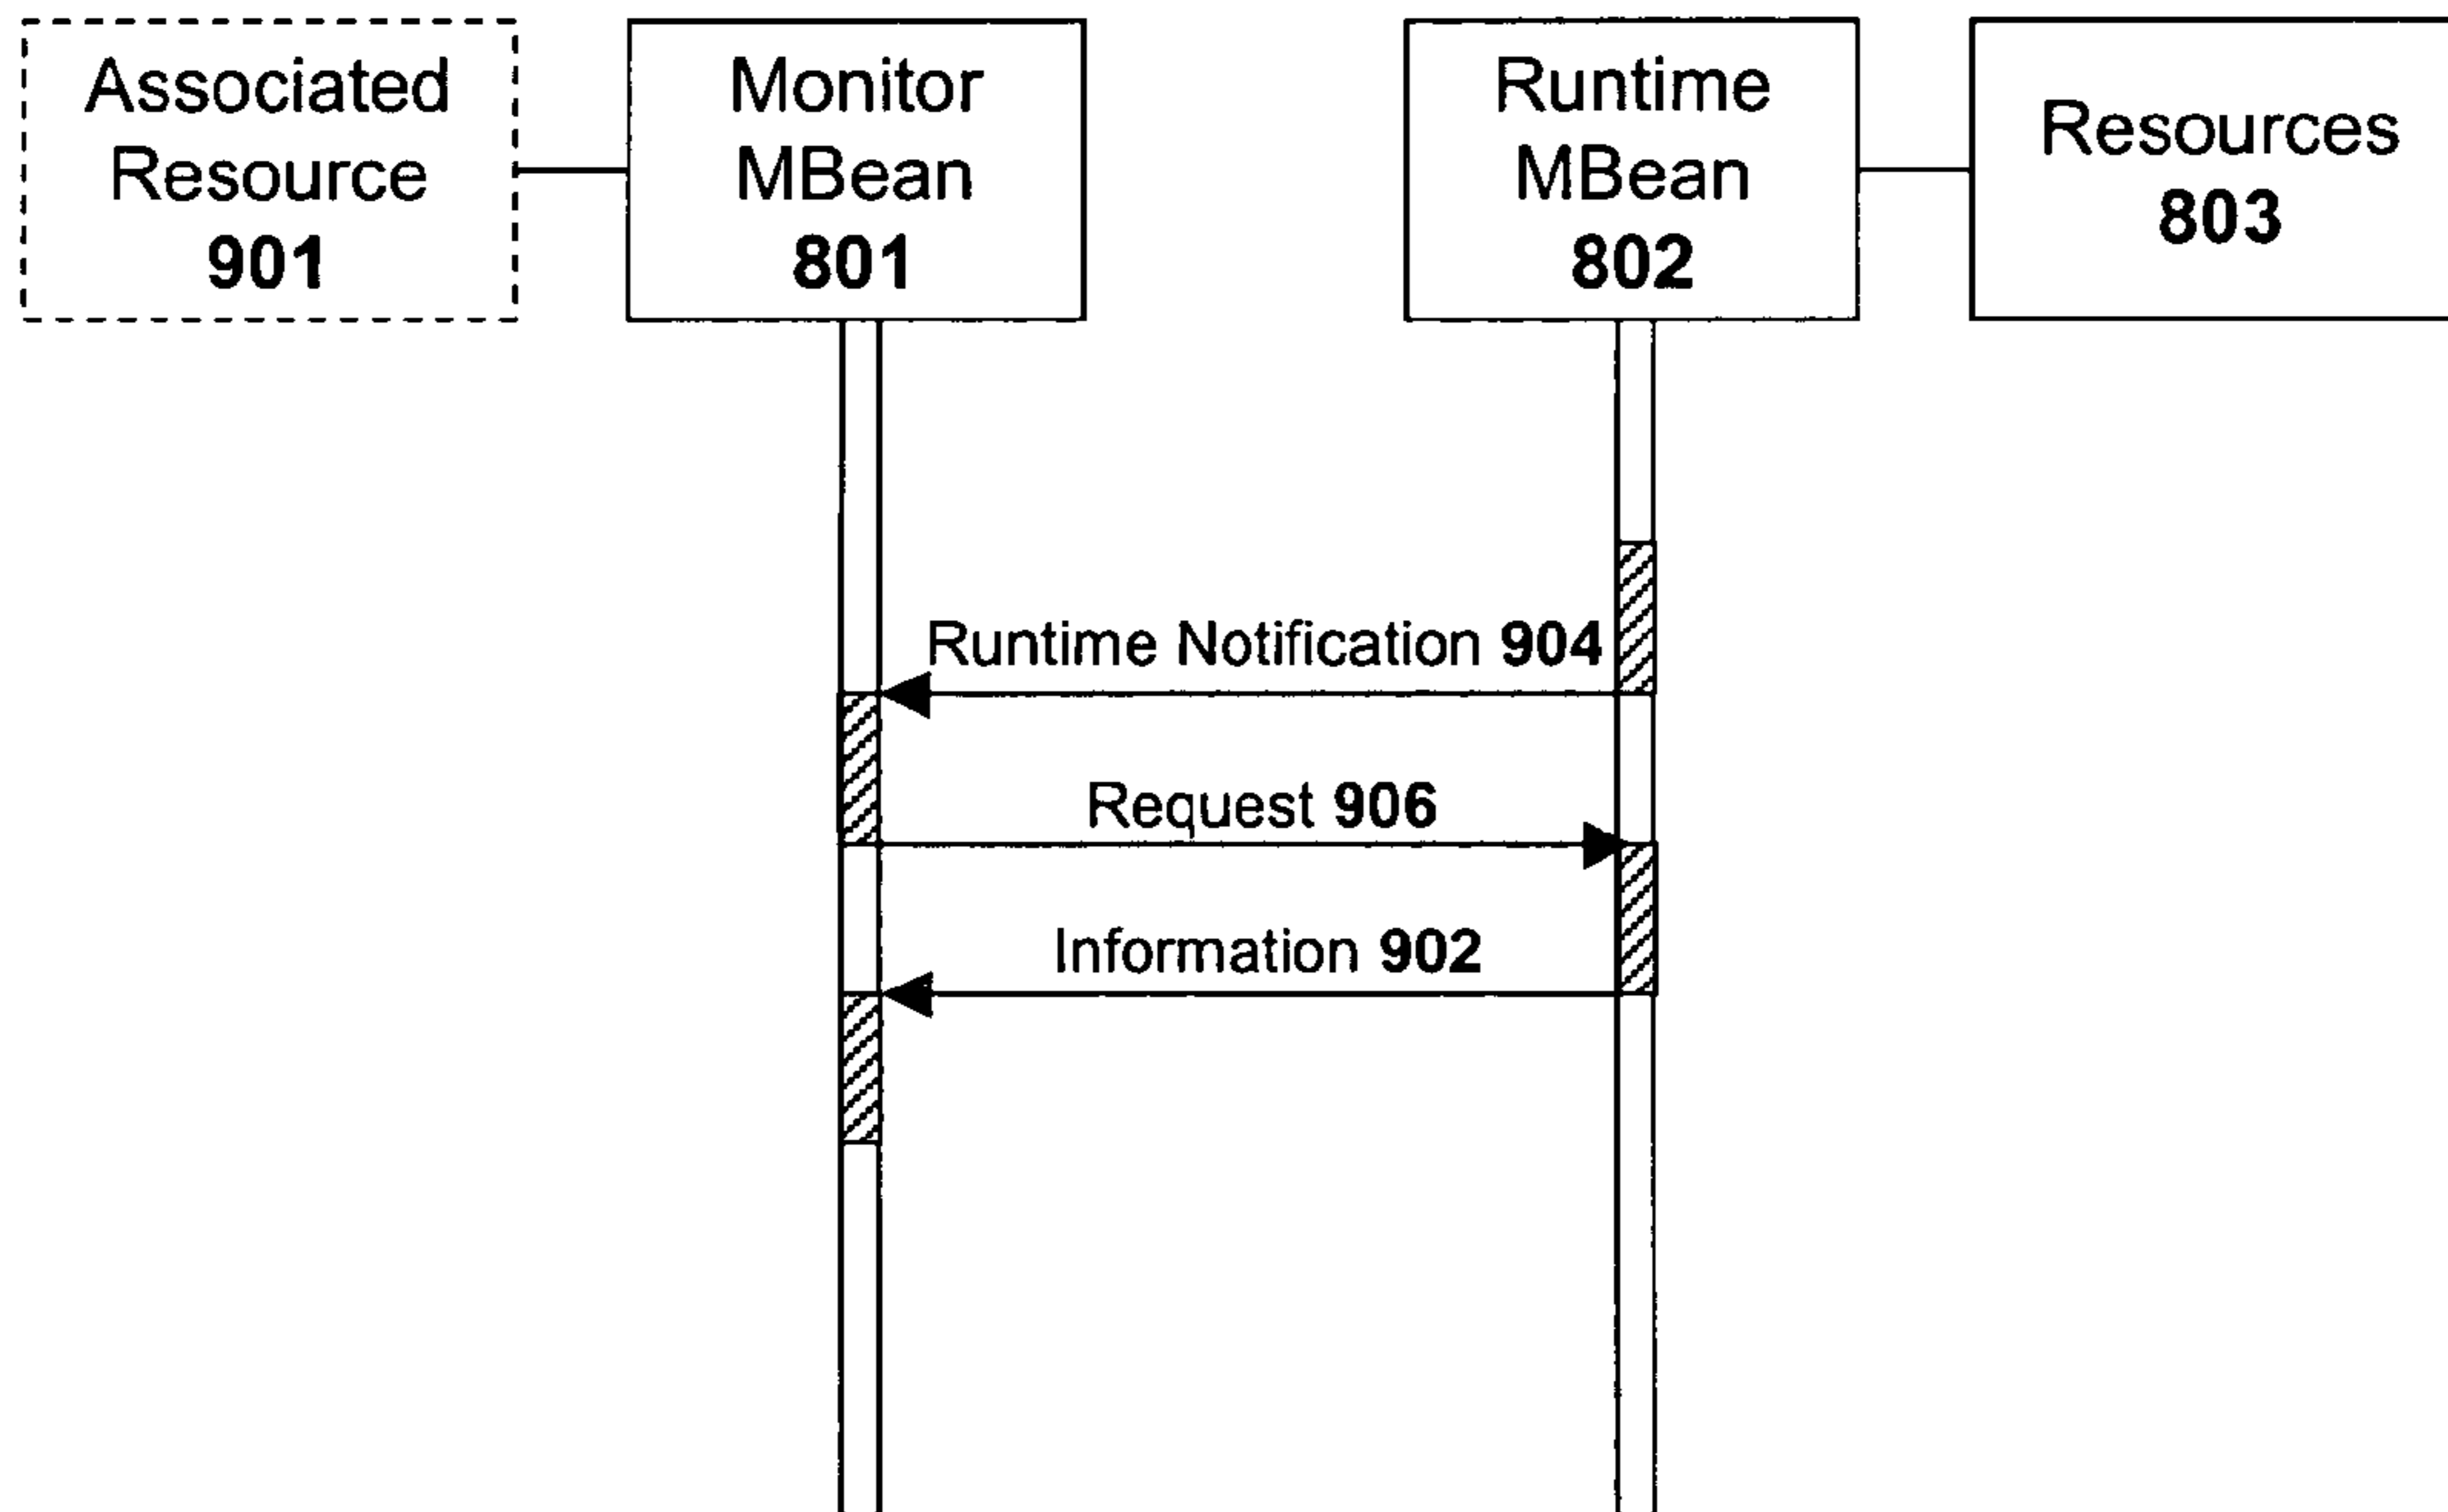 Associated
Resource
901
Monitor
MBean
801
Runtime
MBean
802
Resources
803
Runtime Notification 904
Request 906
Information 902